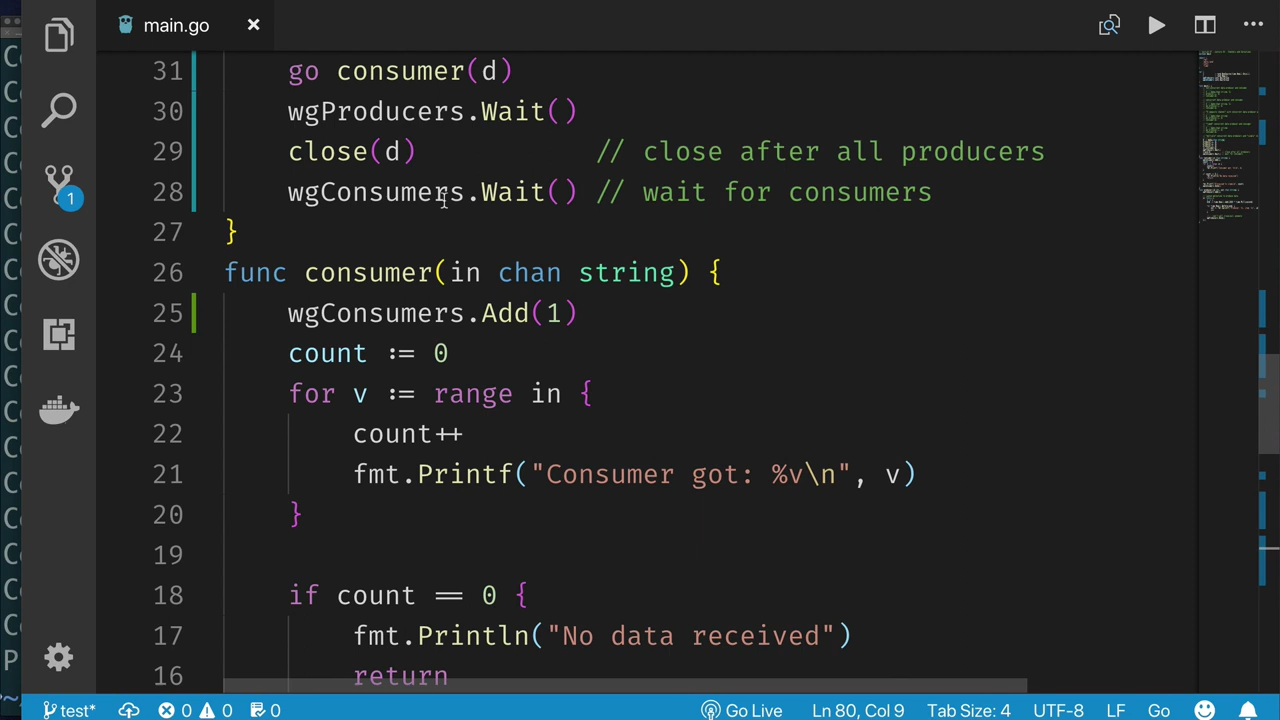 main.go
31 go consumer(d)
30 wgProducers.Wait()
29 close(d) // close after all producers
28 wgConsumers.Wait() // wait for consumers
27 }
26 func consumer(in chan string) {
25 wgConsumers.Add(1)
24 count := 0
23 for v := range in {
22 count++
21 fmt.Printf("Consumer got: %v\n", v)
20 }
19
18 if count == 0 {
17 fmt.Println("No data received")
16 return
1
test* 0 0 0 Go Live Ln 80, Col 9 Tab Size: 4 UTF-8 LF Go